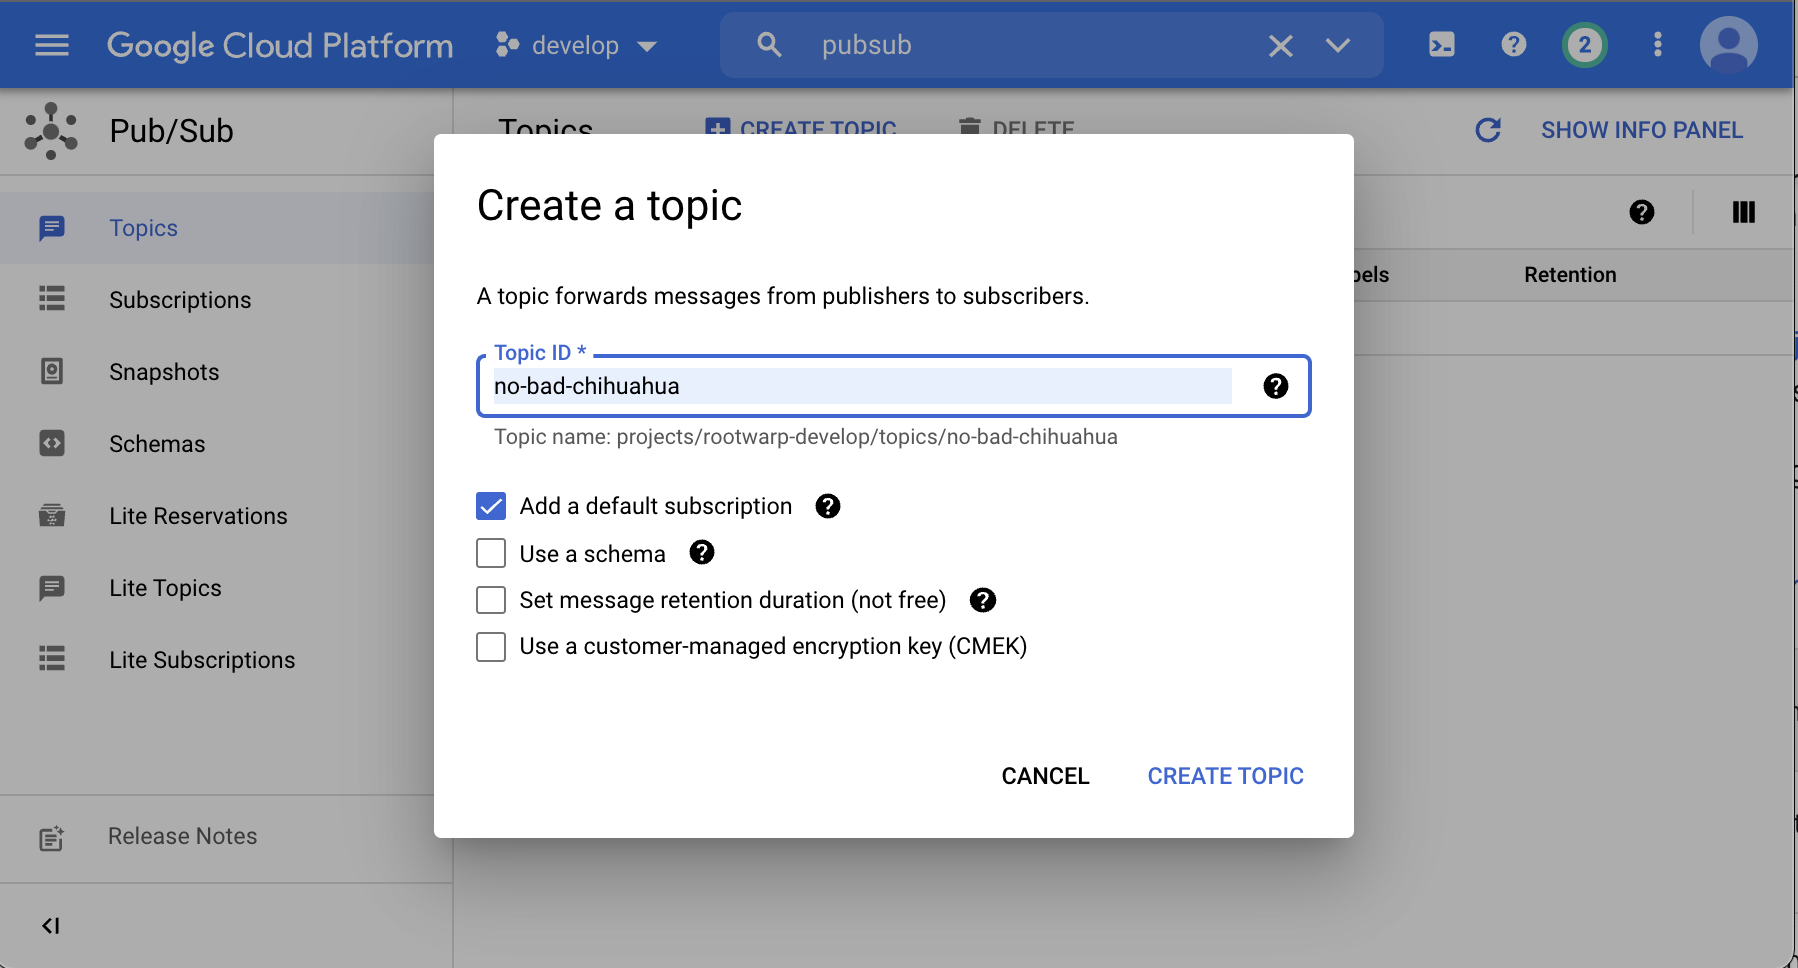 Google Cloud Platform
develop
pubsub
2
Pub/Sub
Topics
CREATE TOPIC
DELETE
SHOW INFO PANEL
Topics
Subscriptions
Snapshots
Schemas
Lite Reservations
Lite Topics
Lite Subscriptions
Release Notes
Retention
Create a topic
A topic forwards messages from publishers to subscribers.
Topic ID *
no-bad-chihuahua
Topic name: projects/rootwarp-develop/topics/no-bad-chihuahua
Add a default subscription
Use a schema
Set message retention duration (not free)
Use a customer-managed encryption key (CMEK)
CANCEL
CREATE TOPIC